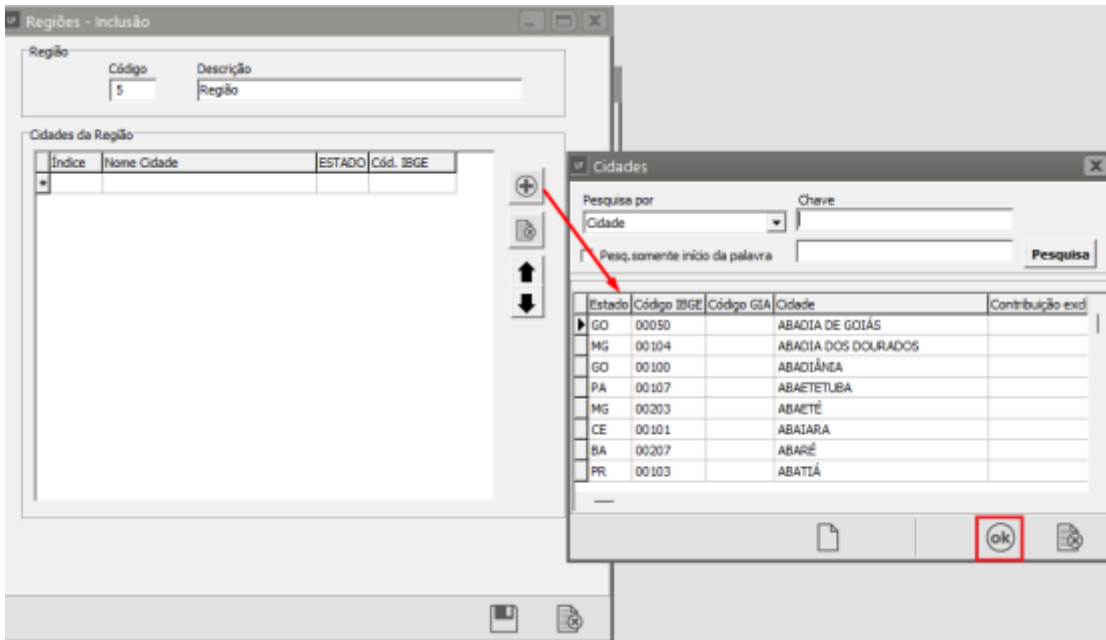 Regiões - Inclusão
Região
Código Descrição
5 Região
Cidades da Região
Índice Nome Cidade ESTADO Cód. IBGE
Cidades
Pesquisa por Chave
Cidade
Pesq.somente início da palavra Pesquisa
Estado Código IBGE Código GIA Cidade Contribuição excl
GO 00050 ABADIA DE GOIÁS
MG 00104 ABADIA DOS DOURADOS
GO 00100 ABADIÂNIA
PA 00107 ABAETETUBA
MG 00203 ABAETÉ
CE 00101 ABAIARA
BA 00207 ABARÉ
PR 00103 ABATIÁ
ok